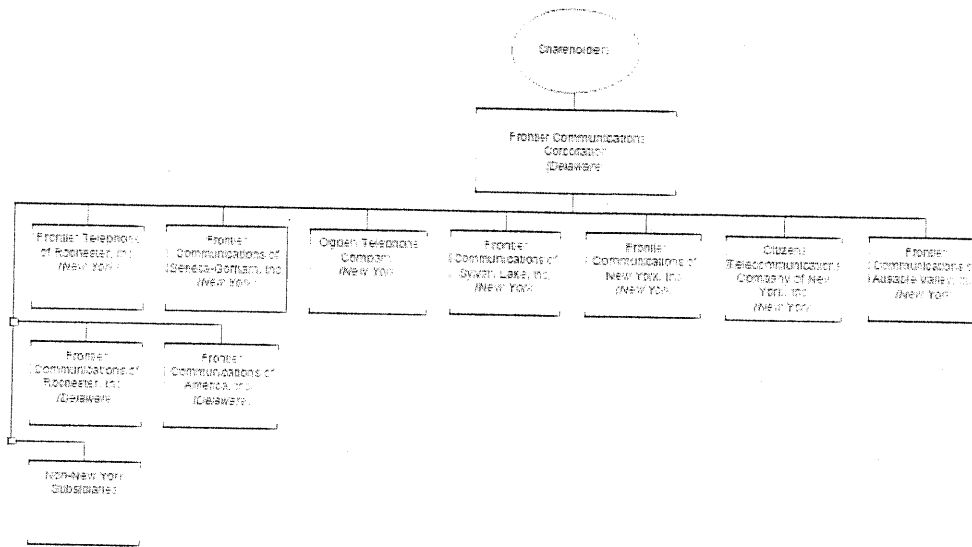 Shareholders
Frontier Communications
Corporation
(Delaware)
Frontier Telephone
of Rochester, Inc.
(New York)
Frontier
Communications of
Seneca-Gorham, Inc.
(New York)
Ogden Telephone
Company
(New York)
Frontier
Communications of
Sylvan Lake, Inc.
(New York)
Frontier
Communications of
New York, Inc.
(New York)
Citizens
Telecommunications
Company of New
York, Inc.
(New York)
Frontier
Communications of
Ausable Valley, Inc.
(New York)
Frontier
Communications of
Rochester, Inc.
(Delaware)
Frontier
Communications of
America, Inc.
(Delaware)
Non-New York
Subsidiaries